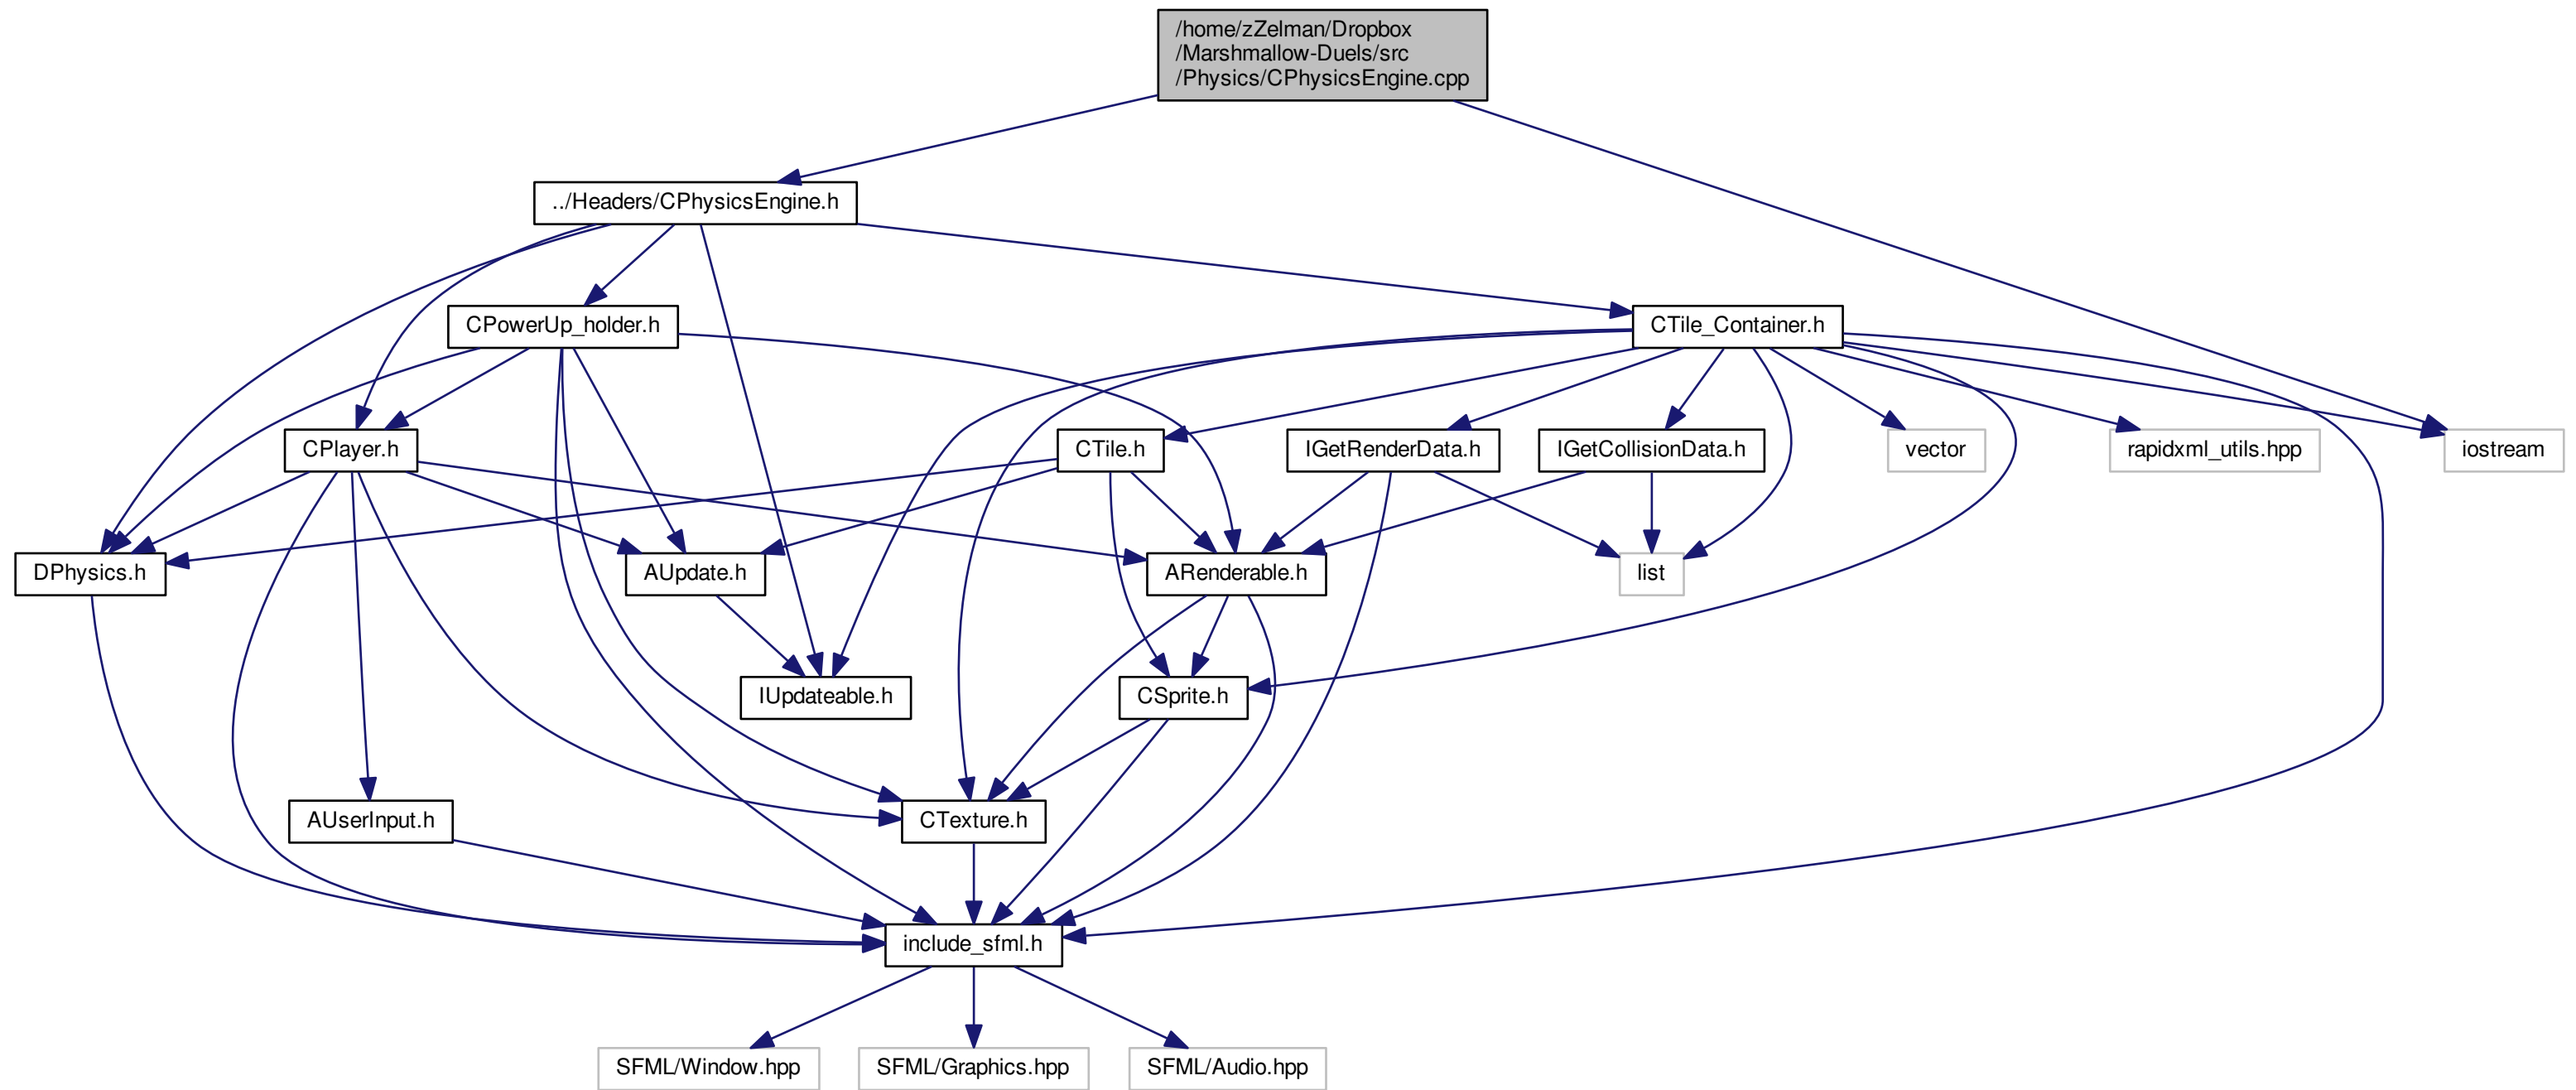 /home/zZelman/Dropbox
/Marshmallow-Duels/src
/Physics/CPhysicsEngine.cpp
../Headers/CPhysicsEngine.h
CPowerUp_holder.h
CTile_Container.h
CPlayer.h
CTile.h
IGetRenderData.h
IGetCollisionData.h
vector
rapidxml_utils.hpp
iostream
DPhysics.h
AUpdate.h
ARenderable.h
list
IUpdateable.h
CSprite.h
AUserInput.h
CTexture.h
include_sfml.h
SFML/Window.hpp
SFML/Graphics.hpp
SFML/Audio.hpp